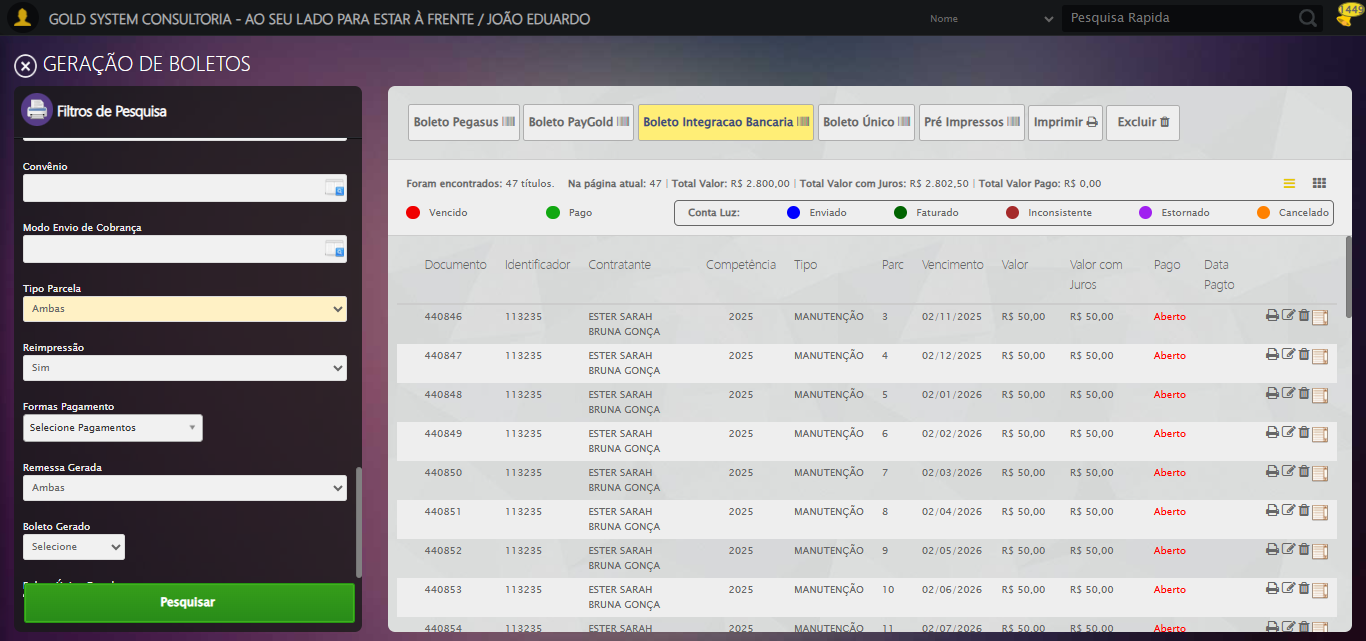 GOLD SYSTEM CONSULTORIA - AO SEU LADO PARA ESTAR À FRENTE / JOÃO EDUARDO
Nome
Pesquisa Rapida
1449
GERAÇÃO DE BOLETOS
Filtros de Pesquisa
Convênio
Modo Envio de Cobrança
Tipo Parcela
Ambas
Reimpressão
Sim
Formas Pagamento
Selecione Pagamentos
Remessa Gerada
Ambas
Boleto Gerado
Selecione
Pesquisar
Boleto Pegasus
Boleto PayGold
Boleto Integracao Bancaria
Boleto Único
Pré Impressos
Imprimir
Excluir
Foram encontrados: 47 títulos. Na página atual: 47 | Total Valor: R$ 2.800,00 | Total Valor com Juros: R$ 2.802,50 | Total Valor Pago: R$ 0,00
Vencido
Pago
Conta Luz:
Enviado
Faturado
Inconsistente
Estornado
Cancelado
Documento Identificador Contratante Competência Tipo Parc Vencimento Valor Valor com Pago Data
Juros Pagto
440846 113235 ESTER SARAH 2025 MANUTENÇÃO 3 02/11/2025 R$ 50,00 R$ 50,00 Aberto
BRUNA GONÇA
440847 113235 ESTER SARAH 2025 MANUTENÇÃO 4 02/12/2025 R$ 50,00 R$ 50,00 Aberto
BRUNA GONÇA
440848 113235 ESTER SARAH 2025 MANUTENÇÃO 5 02/01/2026 R$ 50,00 R$ 50,00 Aberto
BRUNA GONÇA
440849 113235 ESTER SARAH 2025 MANUTENÇÃO 6 02/02/2026 R$ 50,00 R$ 50,00 Aberto
BRUNA GONÇA
440850 113235 ESTER SARAH 2025 MANUTENÇÃO 7 02/03/2026 R$ 50,00 R$ 50,00 Aberto
BRUNA GONÇA
440851 113235 ESTER SARAH 2025 MANUTENÇÃO 8 02/04/2026 R$ 50,00 R$ 50,00 Aberto
BRUNA GONÇA
440852 113235 ESTER SARAH 2025 MANUTENÇÃO 9 02/05/2026 R$ 50,00 R$ 50,00 Aberto
BRUNA GONÇA
440853 113235 ESTER SARAH 2025 MANUTENÇÃO 10 02/06/2026 R$ 50,00 R$ 50,00 Aberto
BRUNA GONÇA
440854 113235 ESTER SARAH 2025 MANUTENÇÃO 11 02/07/2026 R$ 50,00 R$ 50,00 Aberto